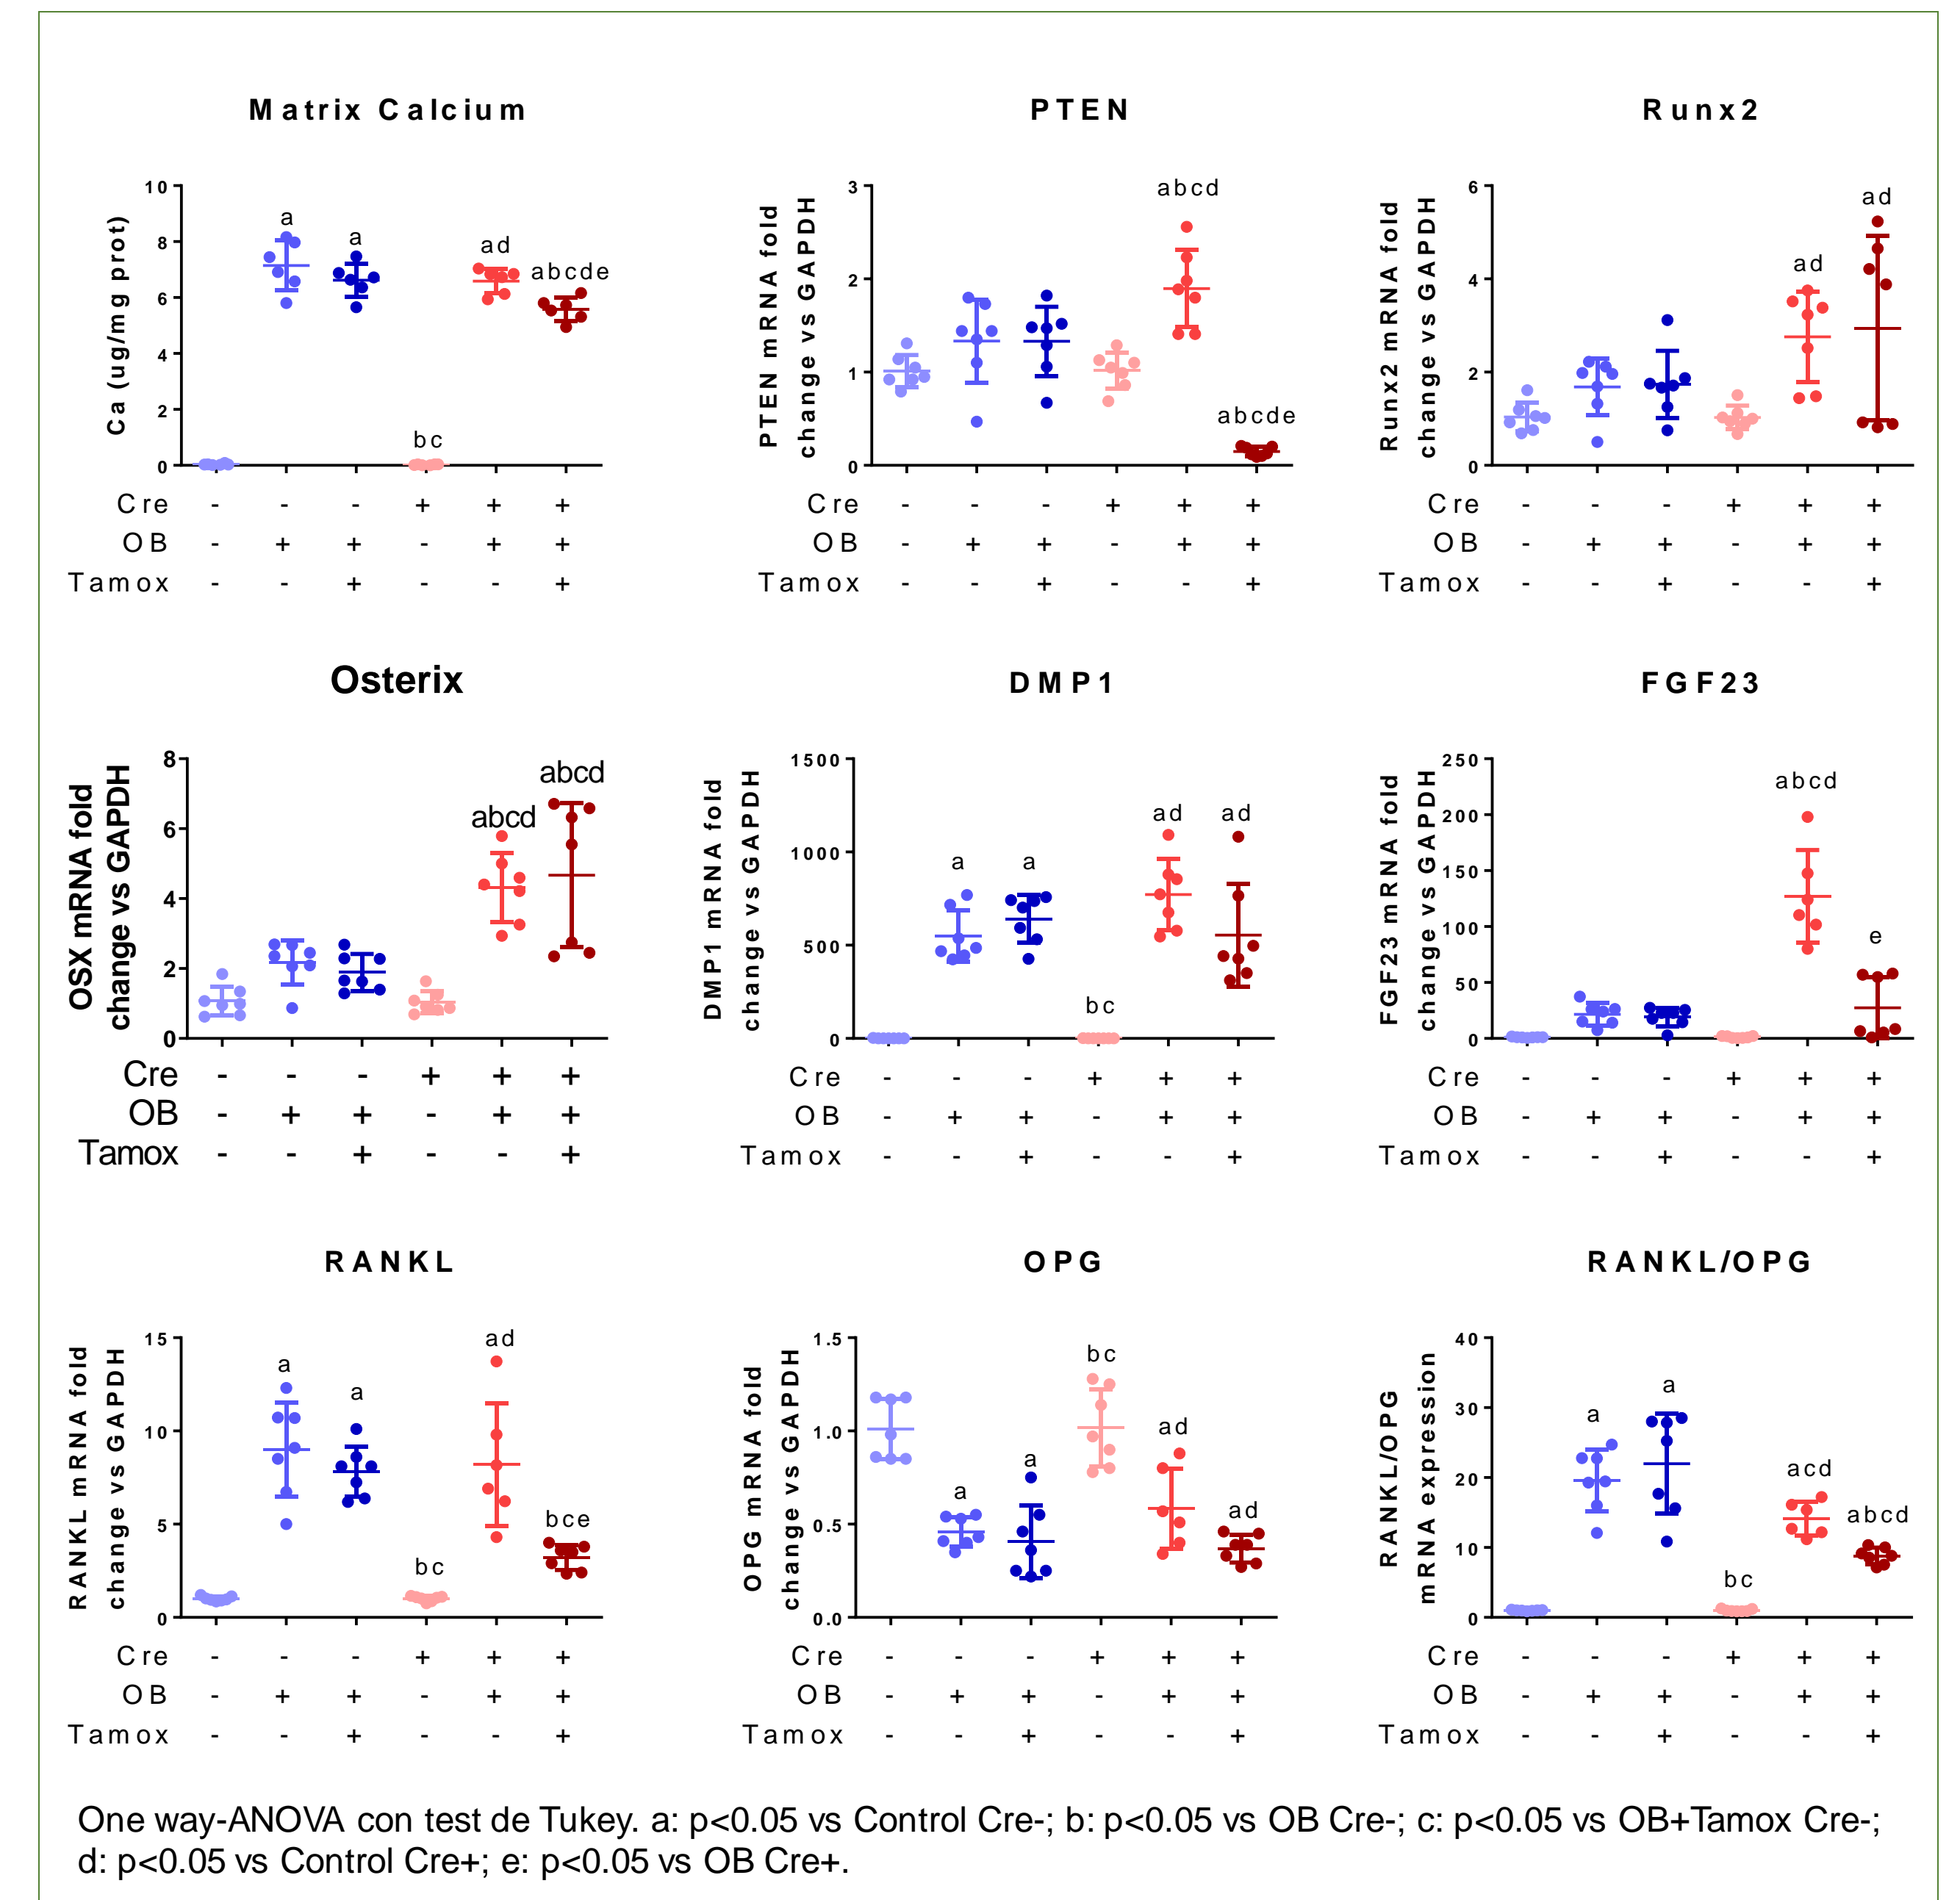 Matrix Calcium
Ca (ug/mg prot)
10
8
6
4
2
0
a
a
bc
ad
abcde
Cre - - - + + +
OB - + + - + +
Tamox - - + - - +
PTEN
PTEN mRNA fold
change vs GAPDH
3
2
1
0
abcd
abcde
Cre - - - + + +
OB - + + - + +
Tamox - - + - - +
Runx2
Runx2 mRNA fold
change vs GAPDH
6
4
2
0
ad
ad
Cre - - - + + +
OB - + + - + +
Tamox - - + - - +
Osterix
OSX mRNA fold
change vs GAPDH
8
6
4
2
0
abcd
abcd
Cre - - - + + +
OB - + + - + +
Tamox - - + - - +
DMP1
DMP1 mRNA fold
change vs GAPDH
1500
1000
500
0
a
a
bc
ad
ad
Cre - - - + + +
OB - + + - + +
Tamox - - + - - +
FGF23
FGF23 mRNA fold
change vs GAPDH
250
200
150
100
50
0
abcd
e
Cre - - - + + +
OB - + + - + +
Tamox - - + - - +
RANKL
RANKL mRNA fold
change vs GAPDH
15
10
5
0
a
a
bc
ad
bce
Cre - - - + + +
OB - + + - + +
Tamox - - + - - +
OPG
OPG mRNA fold
change vs GAPDH
1.5
1.0
0.5
0.0
a
a
bc
ad
ad
Cre - - - + + +
OB - + + - + +
Tamox - - + - - +
RANKL/OPG
RANKL/OPG
mRNA expression
40
30
20
10
0
a
a
bc
acd
abcd
Cre - - - + + +
OB - + + - + +
Tamox - - + - - +
One way-ANOVA con test de Tukey. a: p<0.05 vs Control Cre-; b: p<0.05 vs OB Cre-; c: p<0.05 vs OB+Tamox Cre-;
d: p<0.05 vs Control Cre+; e: p<0.05 vs OB Cre+.